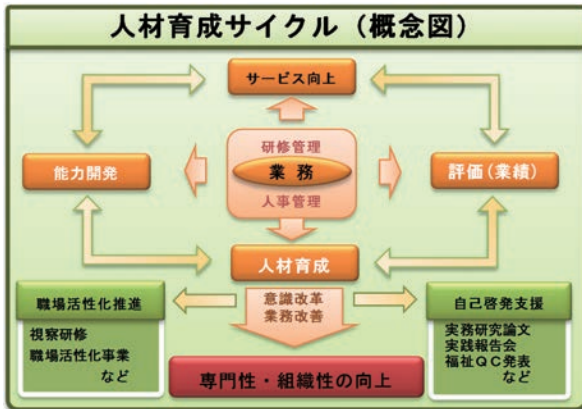 人材育成サイクル（概念図）
サービス向上
研修管理
能力開発
業務
評価（業績）
人事管理
人材育成
職場活性化推進
意識改革
業務改善
自己啓発支援
視察研修
職場活性化事業
など
実務研究論文
実践報告会
福祉ＱＣ発表
など
専門性・組織性の向上